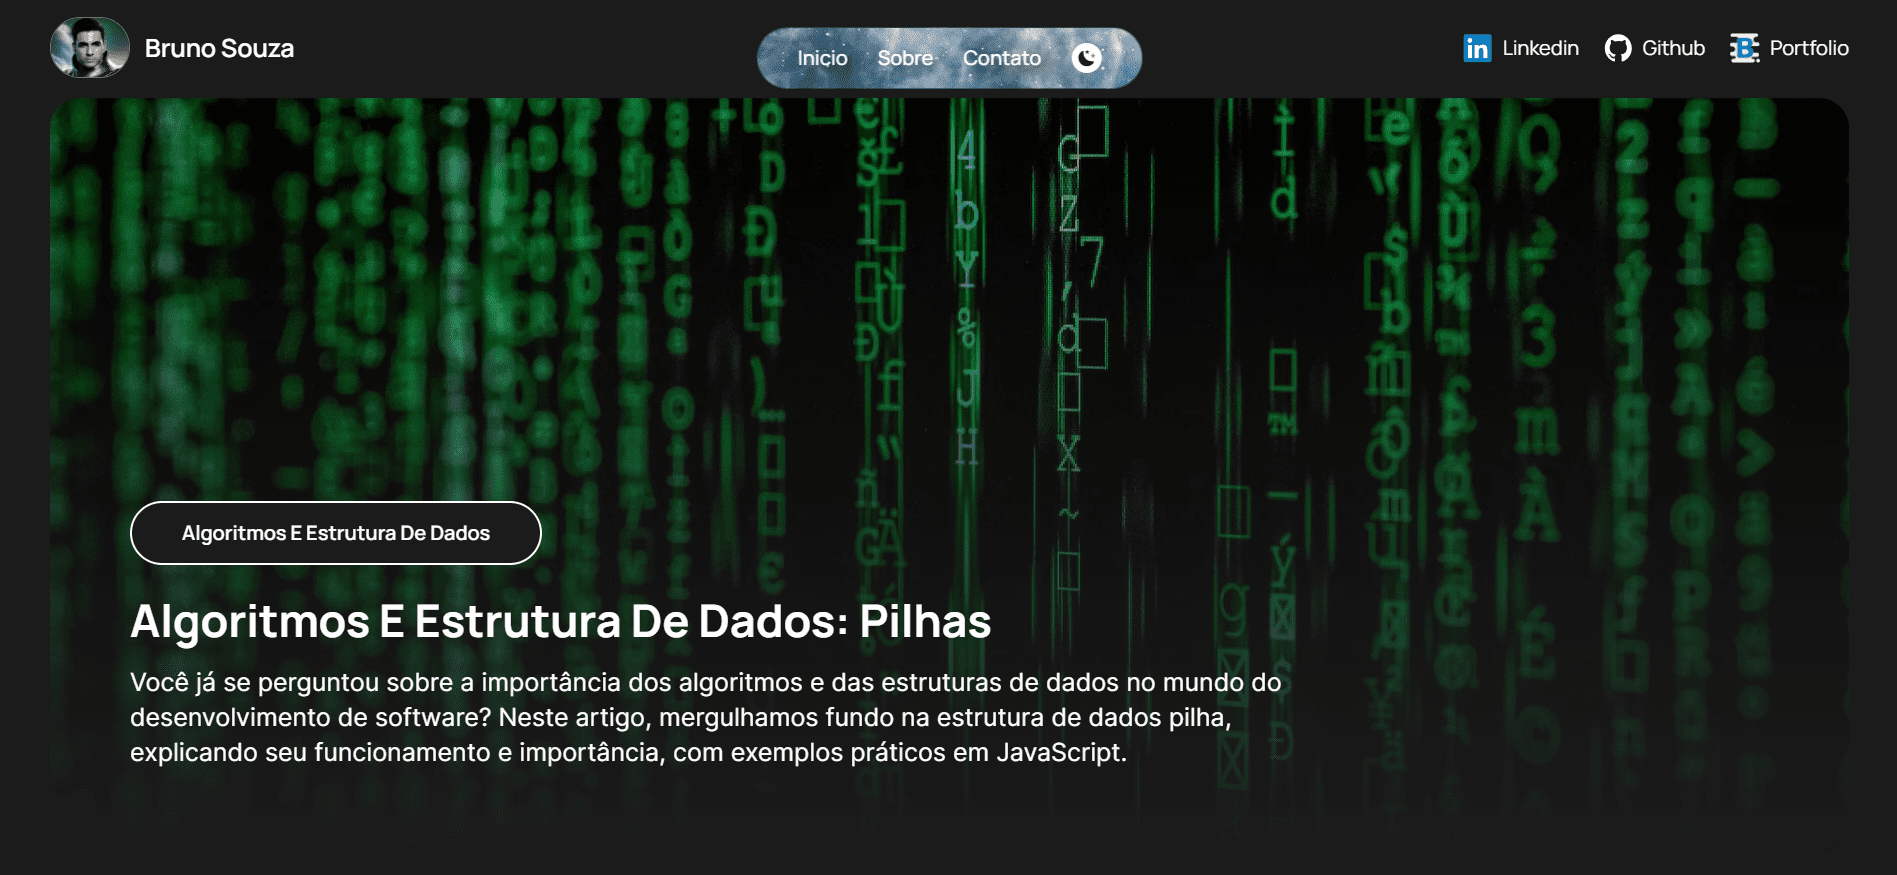 Bruno Souza
Inicio
Sobre
Contato
Linkedin
Github
Portfolio
Algoritmos E Estrutura De Dados
Algoritmos E Estrutura De Dados: Pilhas
Você já se perguntou sobre a importância dos algoritmos e das estruturas de dados no mundo do
desenvolvimento de software? Neste artigo, mergulhamos fundo na estrutura de dados pilha,
explicando seu funcionamento e importância, com exemplos práticos em JavaScript.